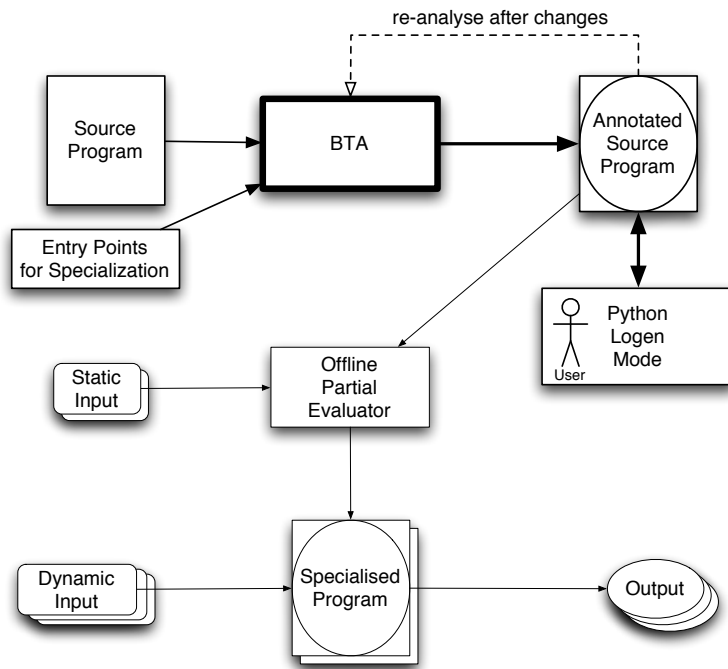 re-analyse after changes
Source
Program
BTA
Annotated
Source
Program
Entry Points
for Specialization
Python
Logen
Mode
User
Static
Input
Offline
Partial
Evaluator
Dynamic
Input
Specialised
Program
Output